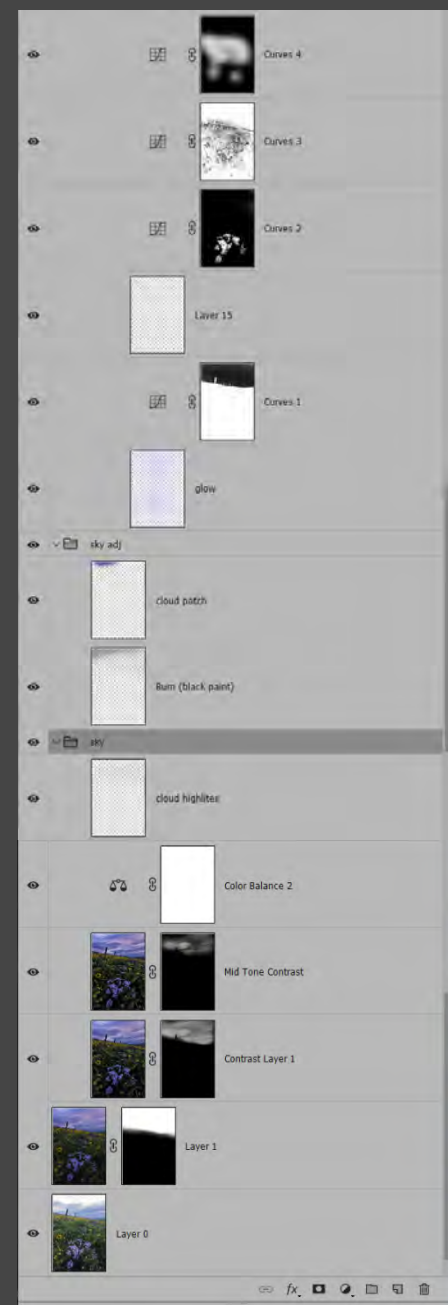 Curves 4
Curves 3
Curves 2
Layer 15
Curves 1
glow
sky adj
cloud patch
Burn (black paint)
sky
cloud highlites
Color Balance 2
Mid Tone Contrast
Contrast Layer 1
Layer 1
Layer 0
fx